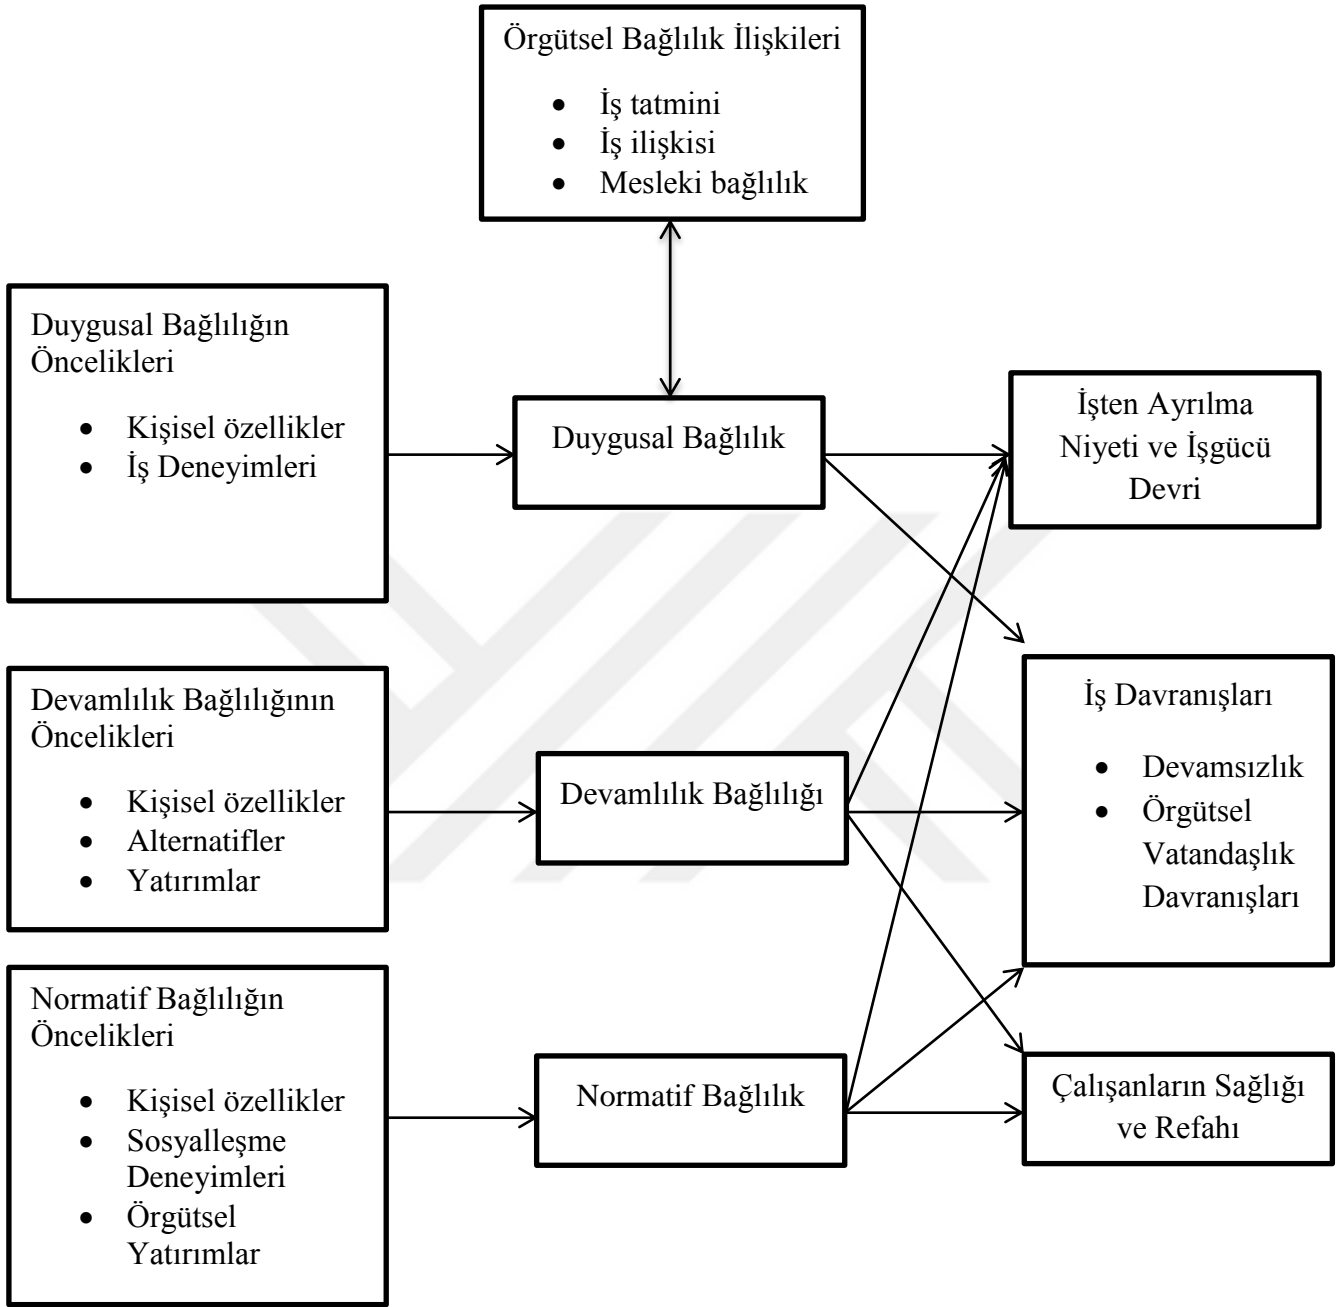 Örgütsel Bağlılık İlişkileri
• İş tatmini
• İş ilişkisi
• Mesleki bağlılık
Duygusal Bağlılığın
Öncelikleri
• Kişisel özellikler
• İş Deneyimleri
Duygusal Bağlılık
İşten Ayrılma
Niyeti ve İşgücü
Devri
Devamlılık Bağlılığının
Öncelikleri
• Kişisel özellikler
• Alternatifler
• Yatırımlar
Devamlılık Bağlılığı
İş Davranışları
• Devamsızlık
• Örgütsel
Vatandaşlık
Davranışları
Normatif Bağlılığın
Öncelikleri
• Kişisel özellikler
• Sosyalleşme
Deneyimleri
• Örgütsel
Yatırımlar
Normatif Bağlılık
Çalışanların Sağlığı
ve Refahı